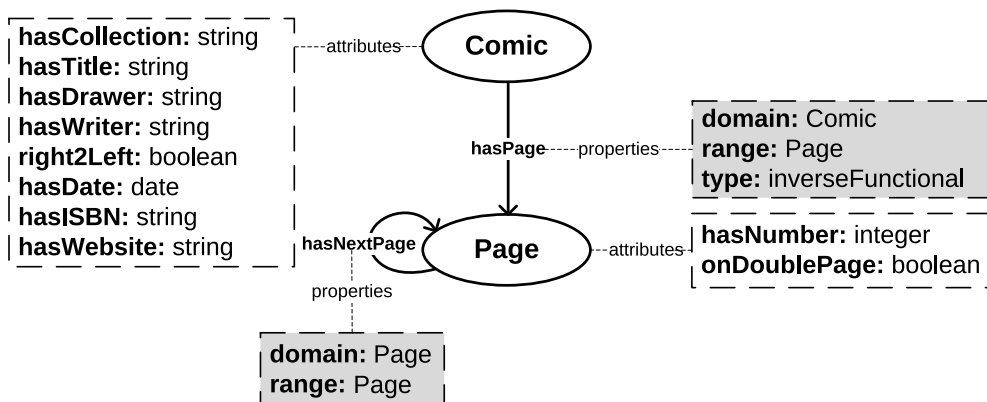 hasCollection: string
hasTitle: string
hasDrawer: string
hasWriter: string
right2Left: boolean
hasDate: date
hasISBN: string
hasWebsite: string
attributes
Comic
hasPage
properties
domain: Comic
range: Page
type: inverseFunctional
hasNextPage
Page
attributes
hasNumber: integer
onDoublePage: boolean
properties
domain: Page
range: Page